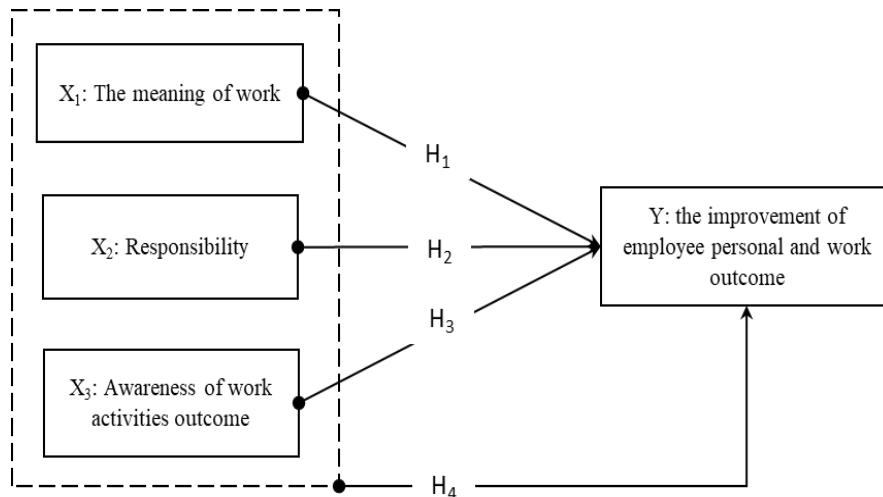 X₁: The meaning of work
H₁
X₂: Responsibility
H₂
Y: the improvement of
employee personal and work
outcome
H₃
X₃: Awareness of work
activities outcome
H₄